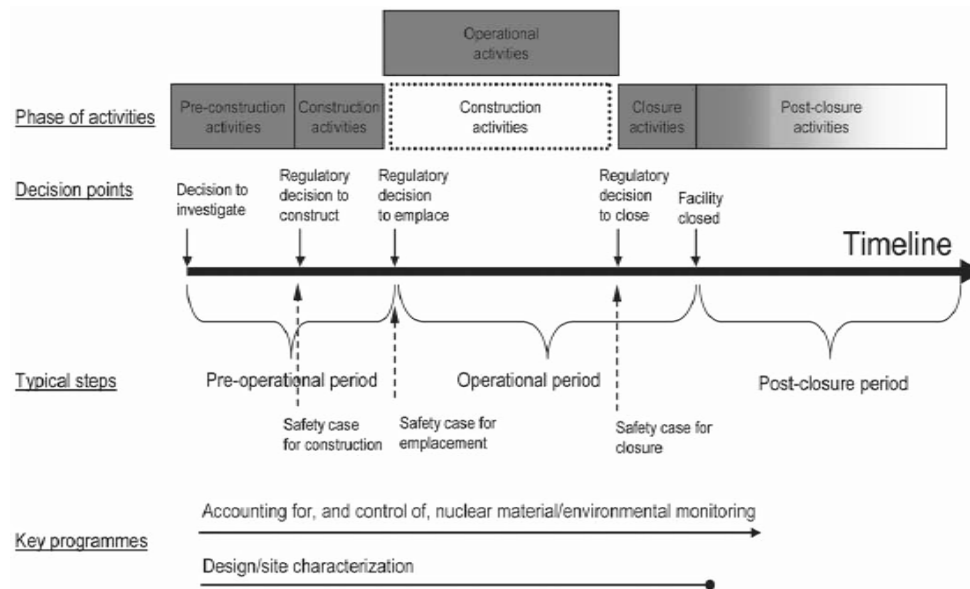 Operational
activities
Phase of activities
Pre-construction
activities
Construction
activities
Construction
activities
Closure
activities
Post-closure
activities
Decision points
Decision to
investigate
Regulatory
decision to
construct
Regulatory
decision
to emplace
Regulatory
decision
to close
Facility
closed
Timeline
Typical steps
Pre-operational period
Operational period
Post-closure period
Safety case
for construction
Safety case for
emplacement
Safety case for
closure
Key programmes
Accounting for, and control of, nuclear material/environmental monitoring
Design/site characterization